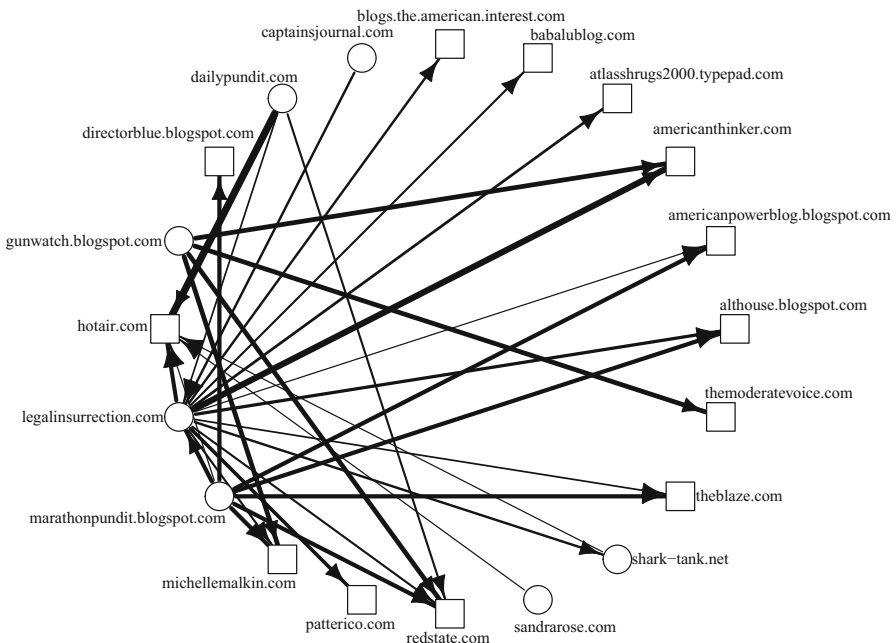 blogs.the.american.interest.com
captainsjournal.com
babalublog.com
dailypundit.com
atlasshrugs2000.typepad.com
directorblue.blogspot.com
americanthinker.com
americanpowerblog.blogspot.com
gunwatch.blogspot.com
althouse.blogspot.com
hotair.com
themoderatevoice.com
legalinsurrection.com
theblaze.com
marathonpundit.blogspot.com
shark−tank.net
michellemalkin.com
patterico.com
sandrarose.com
redstate.com